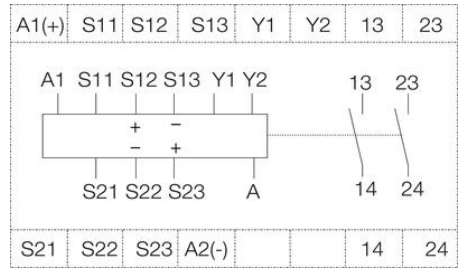 A1(+) S11 S12 S13 Y1 Y2 13 23
A1 S11 S12 S13 Y1 Y2 13 23
+ −
− +
S21 S22 S23 A 14 24
S21 S22 S23 A2(-) 14 24